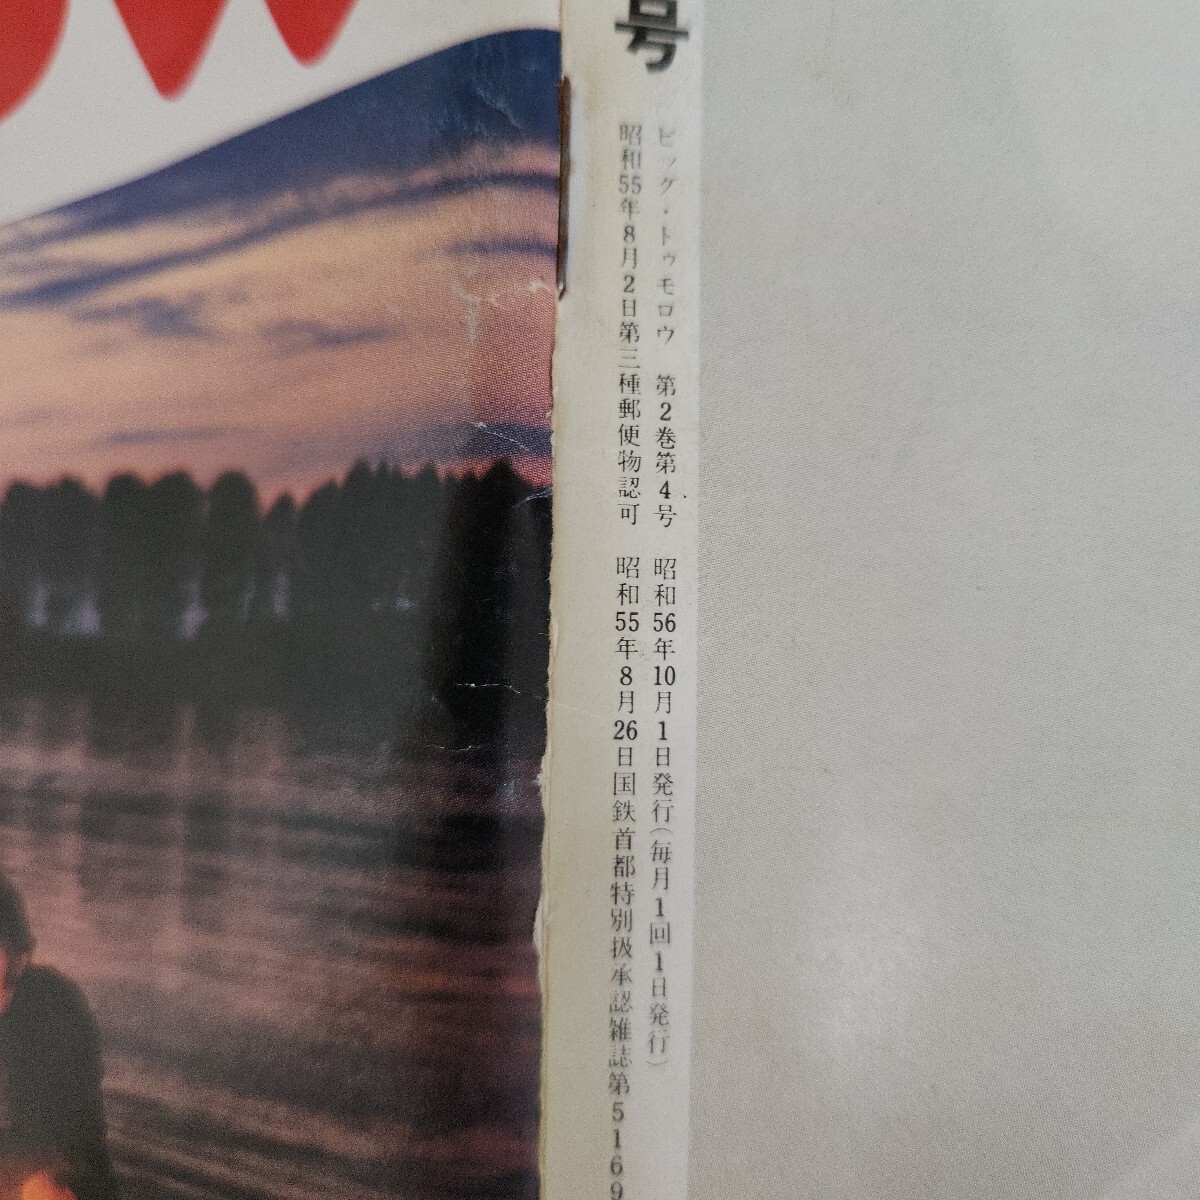 OW
号
ビッグ・トゥモロウ 第2巻第4号 昭和56年10月1日発行(毎月1回1日発行)
昭和55年8月2日第三種郵便物認可 昭和55年8月26日国鉄首都特別扱承認雑誌第5169